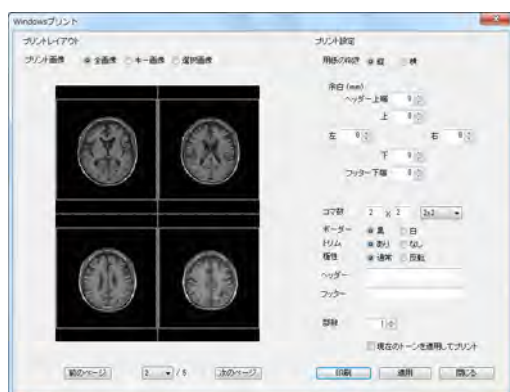 Windowsプリント
プリントレイアウト
プリント画像 全画像 キー画像 選択画像
前のページ 2 / 6 次のページ
プリント設定
用紙の向き 縦 横
余白(mm)
ヘッダー上端 0
上 0
左 0 右 0
下 0
フッター下端 0
コマ数 2 x 2 2x2
ボーダー 黒 白
トリム あり なし
極性 通常 反転
ヘッダー
フッター
部数 1
現在のトーンを適用してプリント
印刷 適用 閉じる